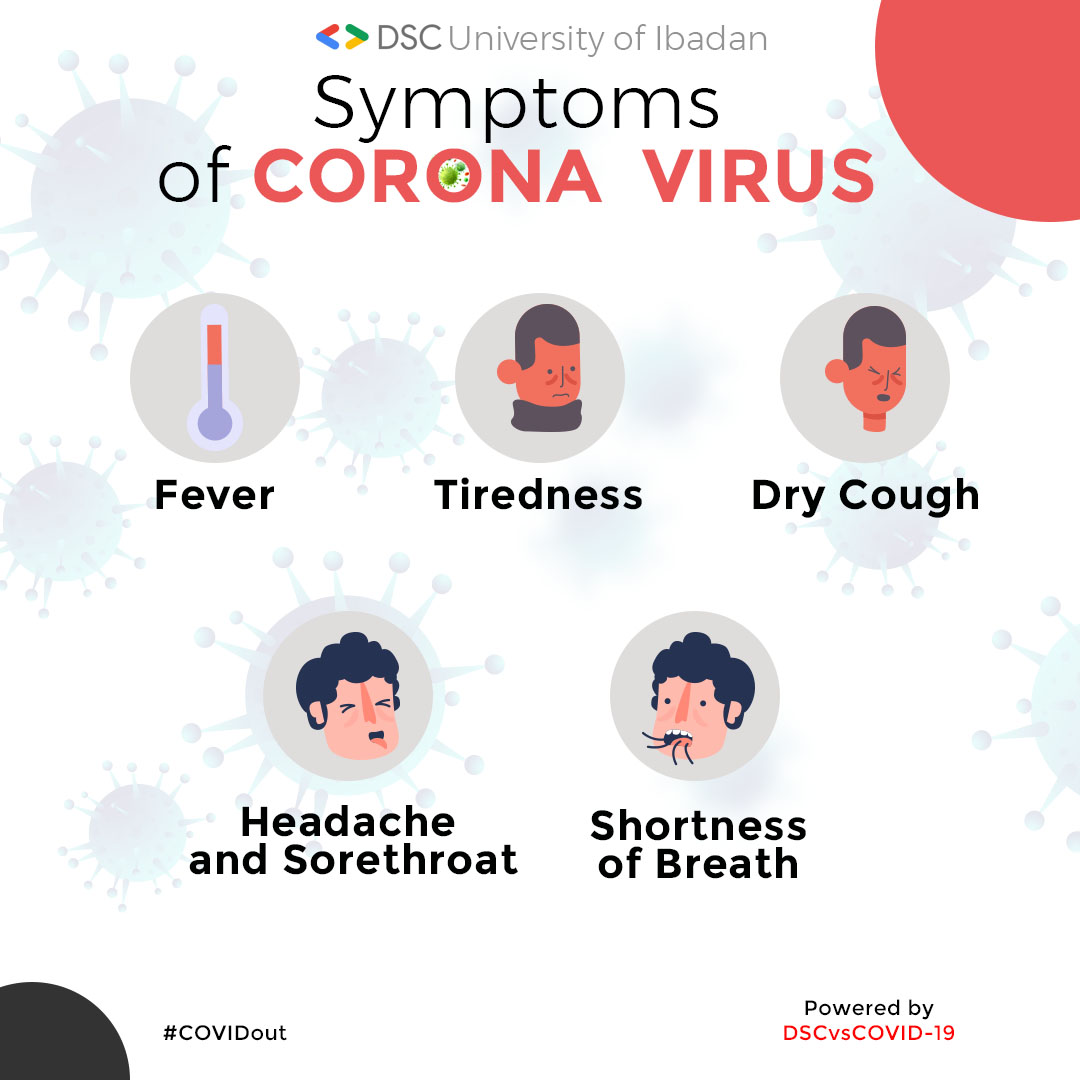 DSC University of Ibadan
Symptoms
of CORONA VIRUS
Fever
Tiredness
Dry Cough
Headache
and Sorethroat
Shortness
of Breath
#COVIDout
Powered by
DSCvsCOVID-19